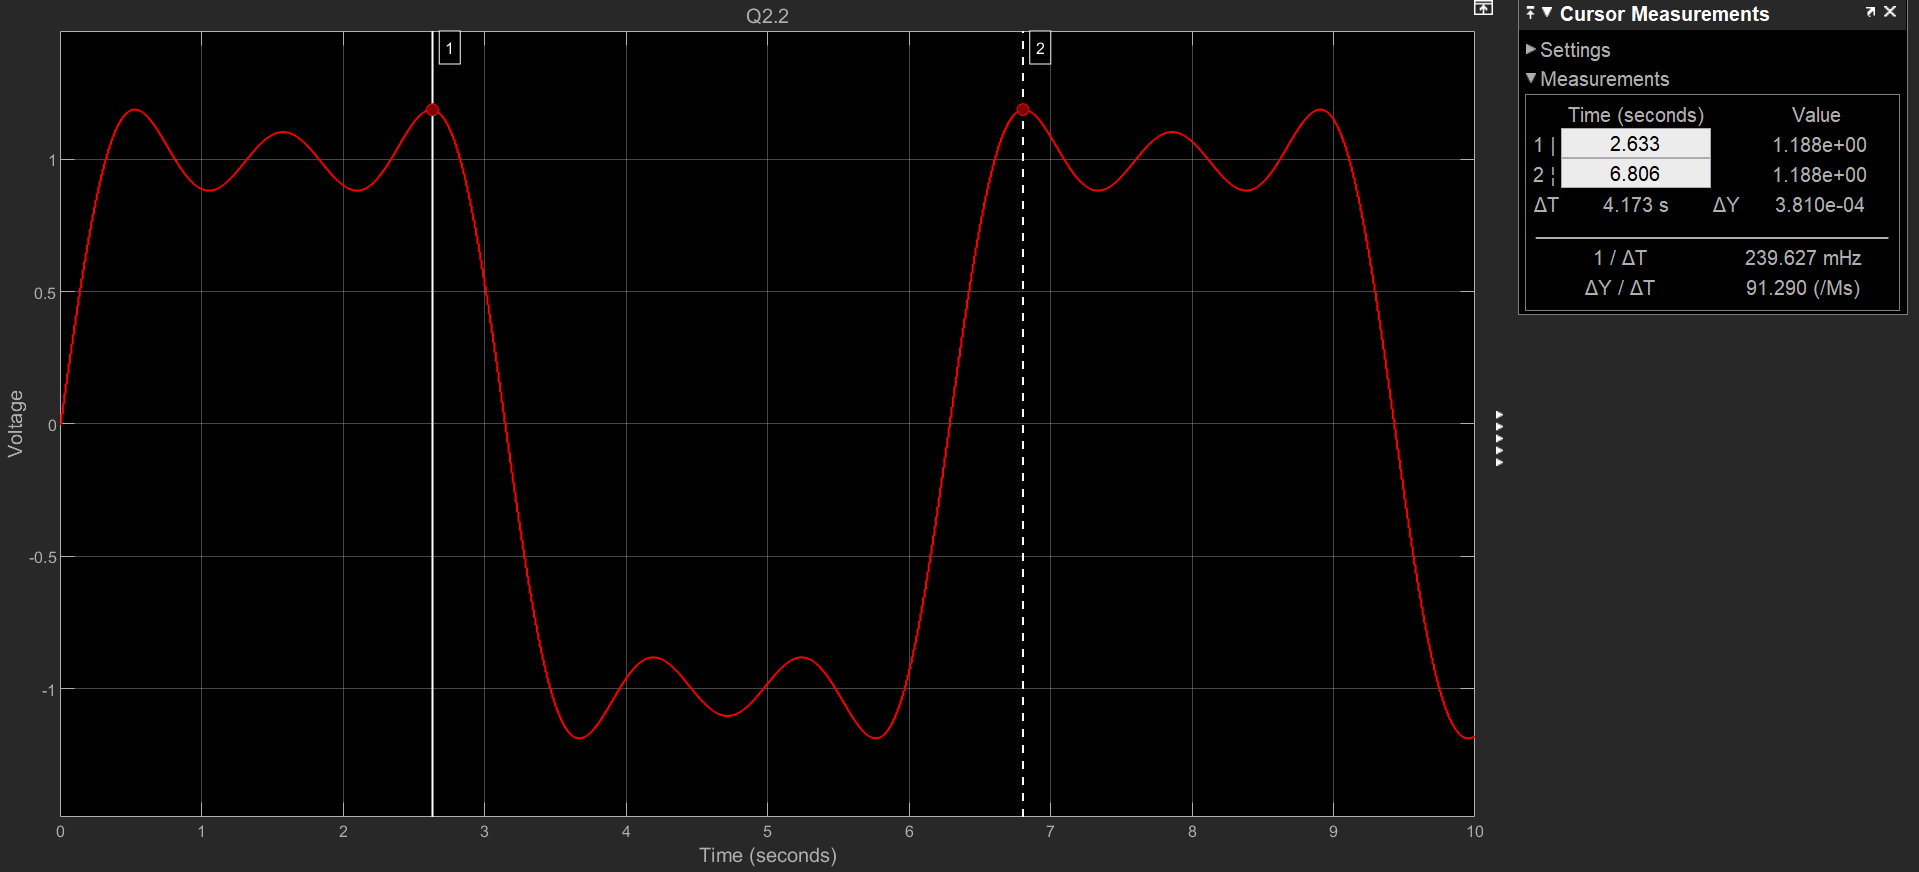 Q2.2
1
2
1
0.5
0
-0.5
-1
Voltage
0 1 2 3 4 5 6 7 8 9 10
Time (seconds)
Cursor Measurements
Settings
Measurements
Time (seconds) Value
1 | 2.633 1.188e+00
2 ¦ 6.806 1.188e+00
ΔT 4.173 s ΔY 3.810e-04
1 / ΔT 239.627 mHz
ΔY / ΔT 91.290 (/Ms)